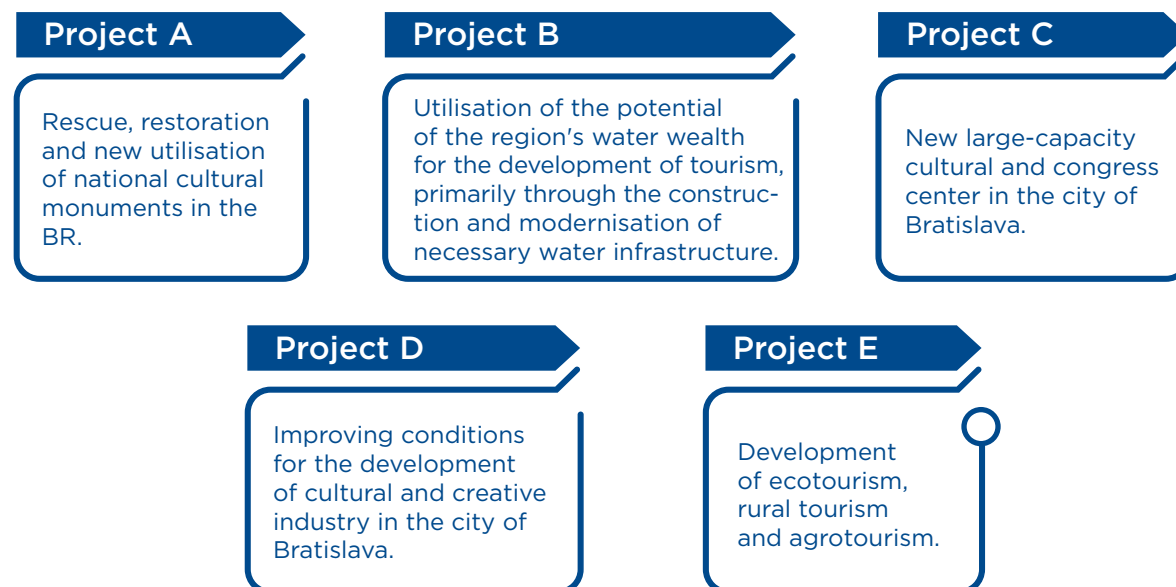 Project A
Rescue, restoration
and new utilisation
of national cultural
monuments in the
BR.
Project B
Utilisation of the potential
of the region's water wealth
for the development of tourism,
primarily through the construc-
tion and modernisation of
necessary water infrastructure.
Project C
New large-capacity
cultural and congress
center in the city of
Bratislava.
Project D
Improving conditions
for the development
of cultural and creative
industry in the city of
Bratislava.
Project E
Development
of ecotourism,
rural tourism
and agrotourism.